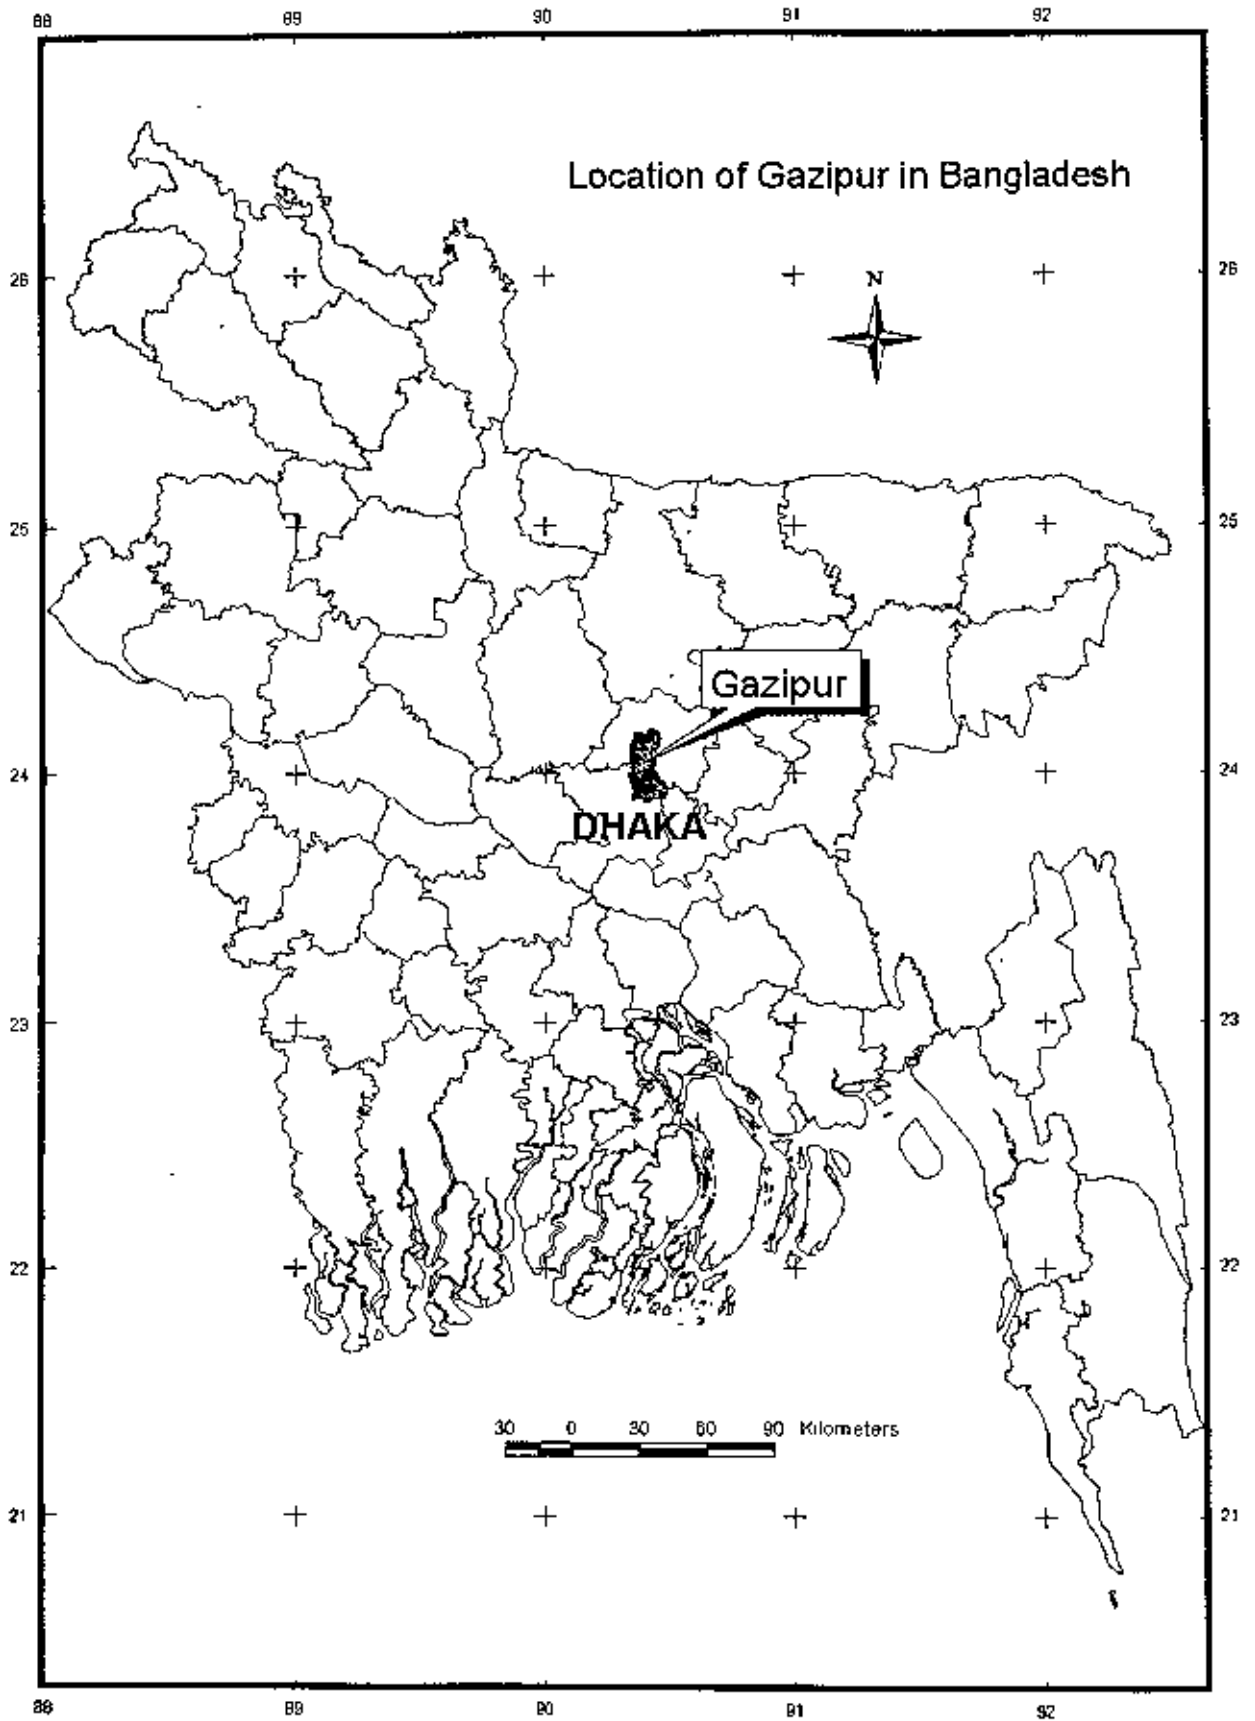 88 89 90 91 92
Location of Gazipur in Bangladesh
N
26 26
25 25
Gazipur
24 24
DHAKA
23 23
22 22
30 0 30 60 90 Kilometers
21 21
88 89 90 91 92